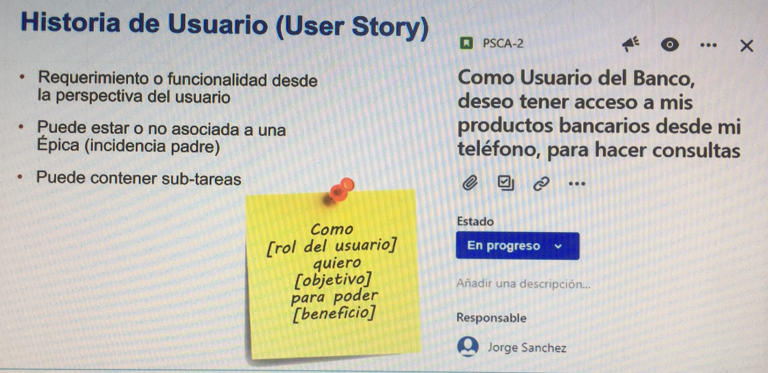 Historia de Usuario (User Story)
• Requerimiento o funcionalidad desde
la perspectiva del usuario
• Puede estar o no asociada a una
Épica (incidencia padre)
• Puede contener sub-tareas
Como
[rol del usuario]
quiero
[objetivo]
para poder
[beneficio]
PSCA-2
Como Usuario del Banco,
deseo tener acceso a mis
productos bancarios desde mi
teléfono, para hacer consultas
Estado
En progreso
Añadir una descripción...
Responsable
Jorge Sanchez